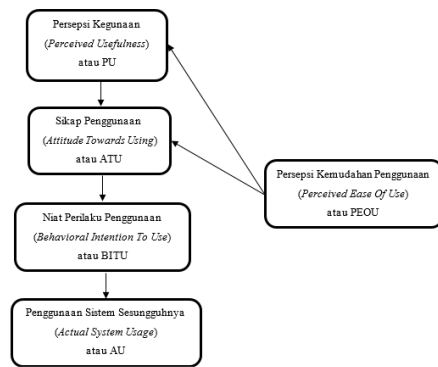 Persepsi Kegunaan
(Perceived Usefulness)
atau PU
Sikap Penggunaan
(Attitude Towards Using)
atau ATU
Persepsi Kemudahan Penggunaan
(Perceived Ease Of Use)
atau PEOU
Niat Perilaku Penggunaan
(Behavioral Intention To Use)
atau BITU
Penggunaan Sistem Sesungguhnya
(Actual System Usage)
atau AU